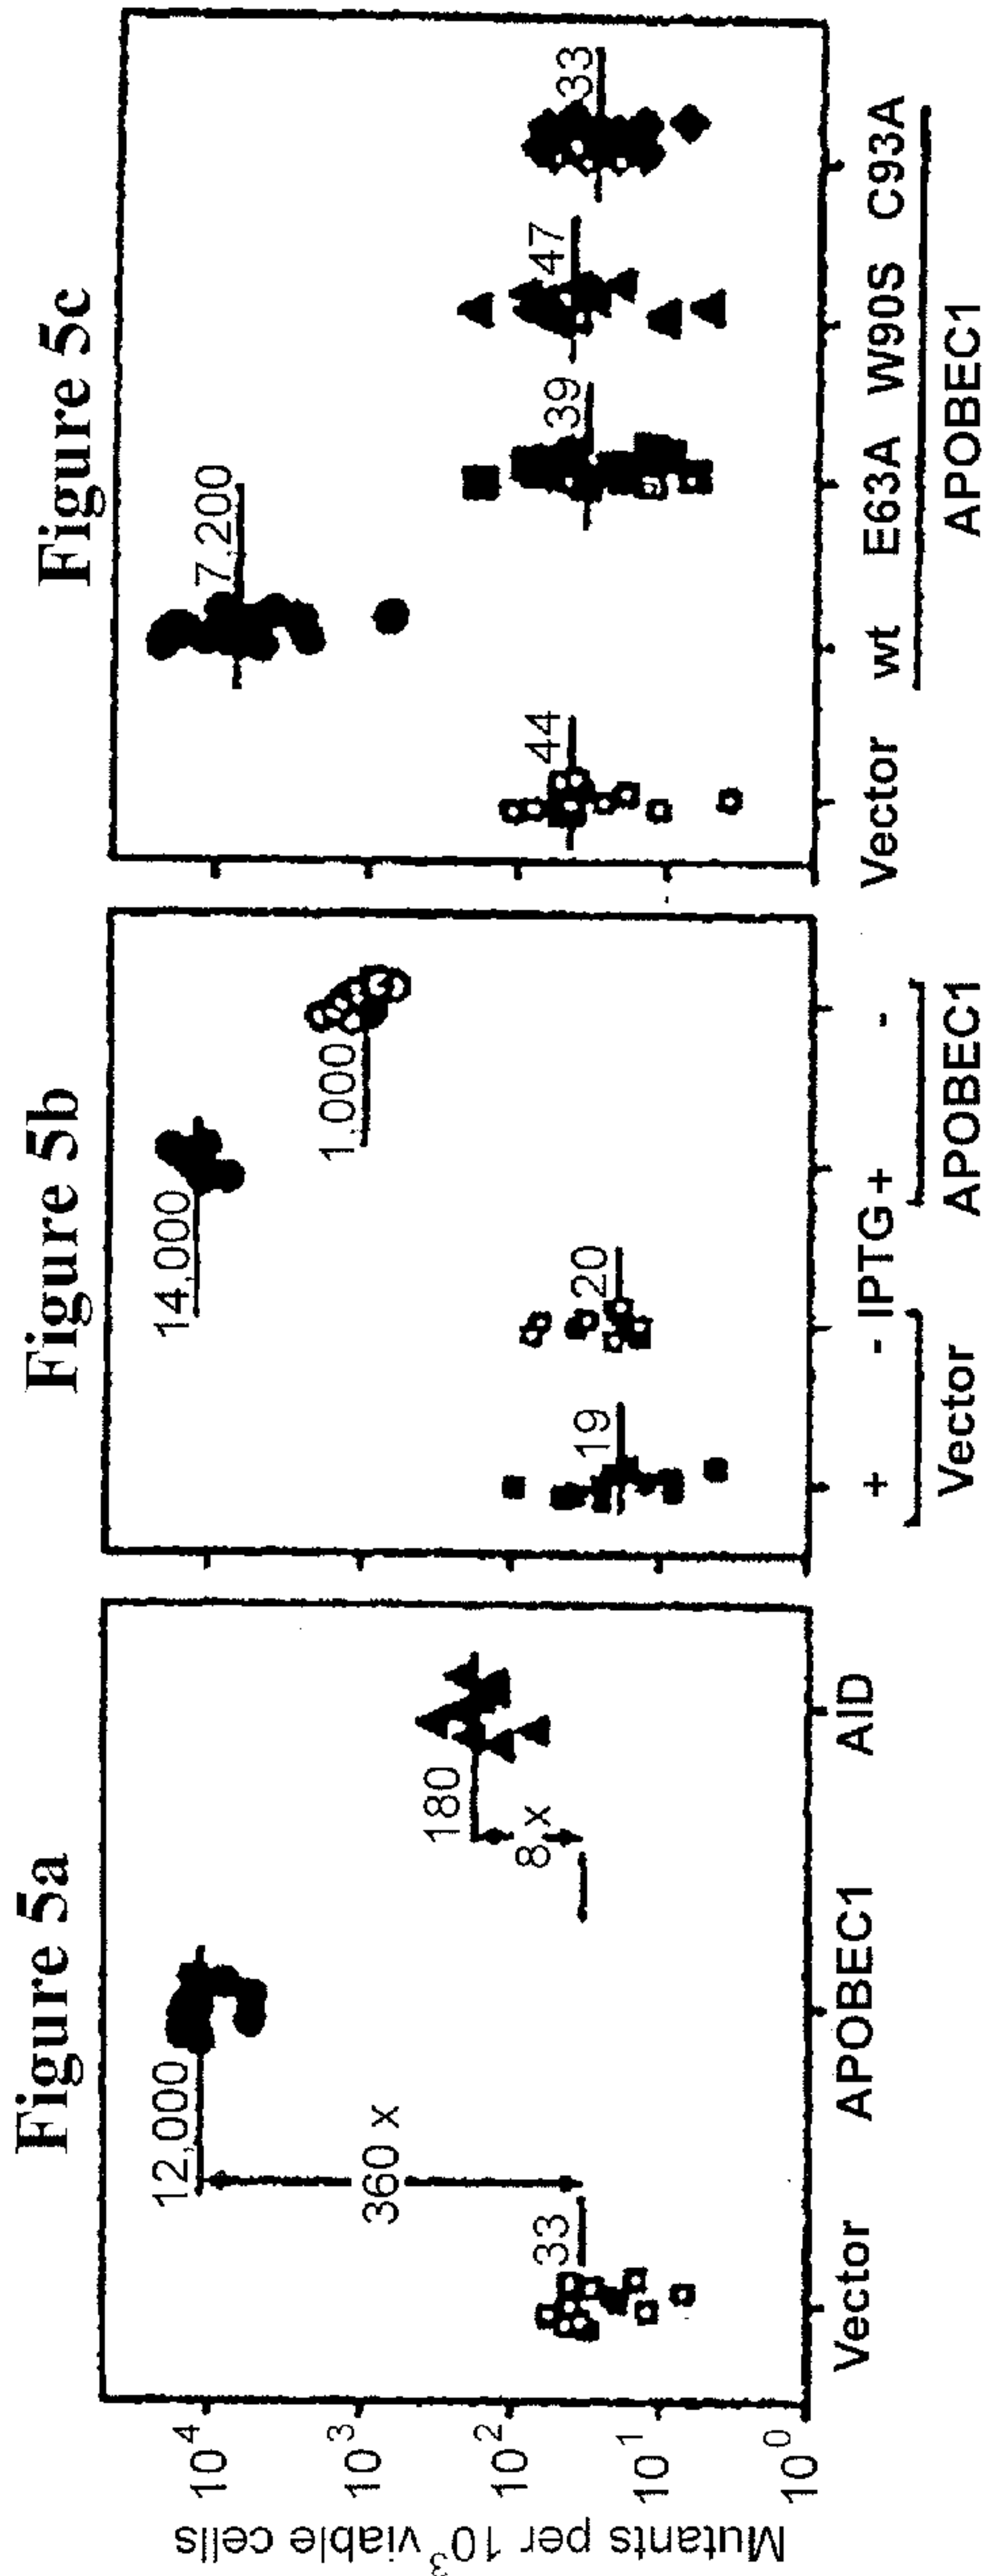 Figure 5a
Mutants per 10³ viable cells
10⁴
10³
10²
10¹
10⁰
12,000
360 x
33
180
8 x
Vector APOBEC1 AID
Figure 5b
14,000
1,000
19
20
+ - IPTG + -
Vector APOBEC1
Figure 5c
7,200
44
39
47
33
Vector wt E63A W90S C93A
APOBEC1